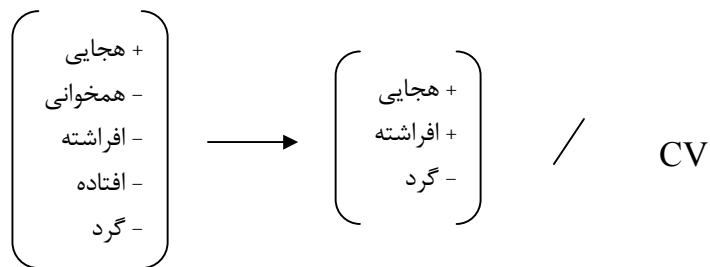 + هجایی
- همخوانی
- افراشته
- افتاده
- گرد
+ هجایی
+ افراشته
- گرد
/ CV